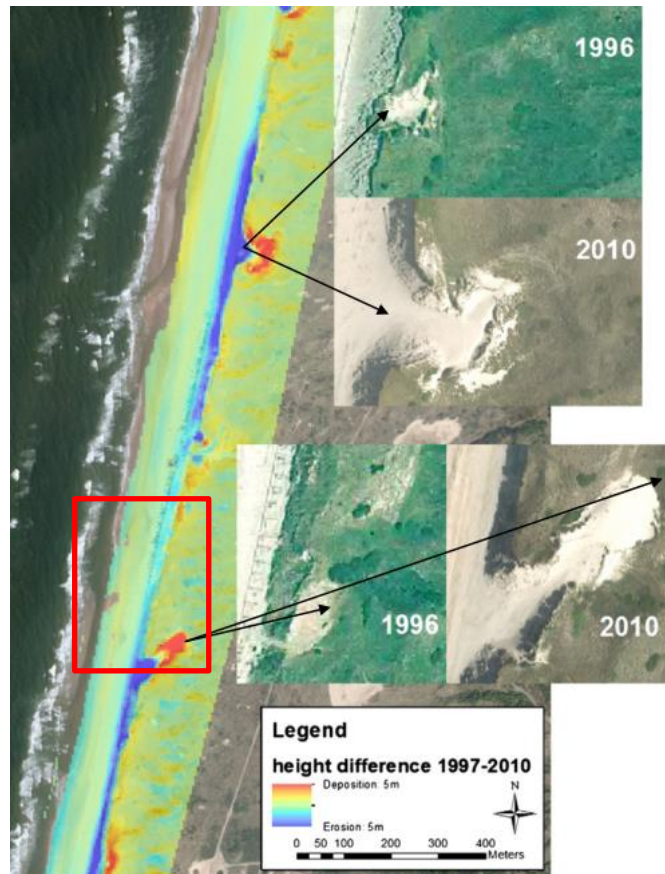 1996
2010
1996
2010
Legend
height difference 1997-2010
Deposition: 5m
Erosion: 5m
N
0 50 100 200 300 400
Meters